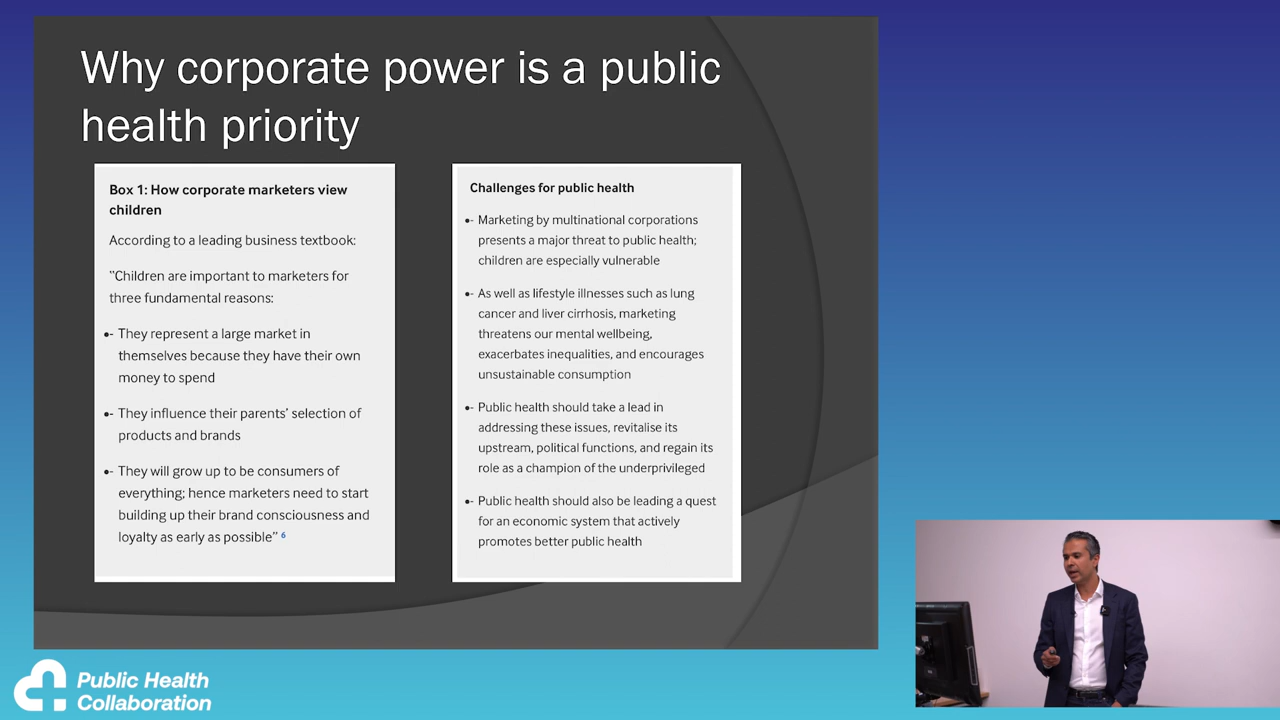 Why corporate power is a public
health priority
Box 1: How corporate marketers view
children
According to a leading business textbook:
"Children are important to marketers for
three fundamental reasons:
•- They represent a large market in
themselves because they have their own
money to spend
•- They influence their parents' selection of
products and brands
•- They will grow up to be consumers of
everything; hence marketers need to start
building up their brand consciousness and
loyalty as early as possible" 6
Challenges for public health
•- Marketing by multinational corporations
presents a major threat to public health;
children are especially vulnerable
•- As well as lifestyle illnesses such as lung
cancer and liver cirrhosis, marketing
threatens our mental wellbeing,
exacerbates inequalities, and encourages
unsustainable consumption
•- Public health should take a lead in
addressing these issues, revitalise its
upstream, political functions, and regain its
role as a champion of the underprivileged
•- Public health should also be leading a quest
for an economic system that actively
promotes better public health
Public Health
Collaboration